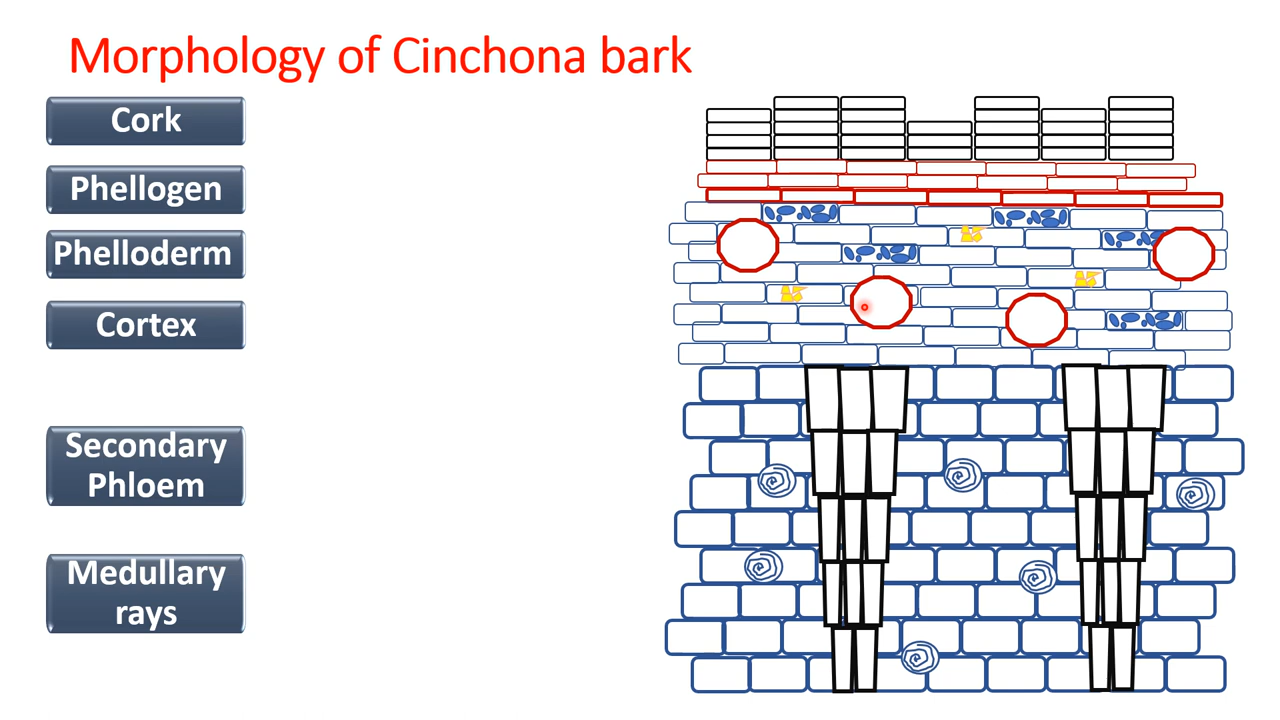 Morphology of Cinchona bark
Cork
Phellogen
Phelloderm
Cortex
Secondary
Phloem
Medullary
rays